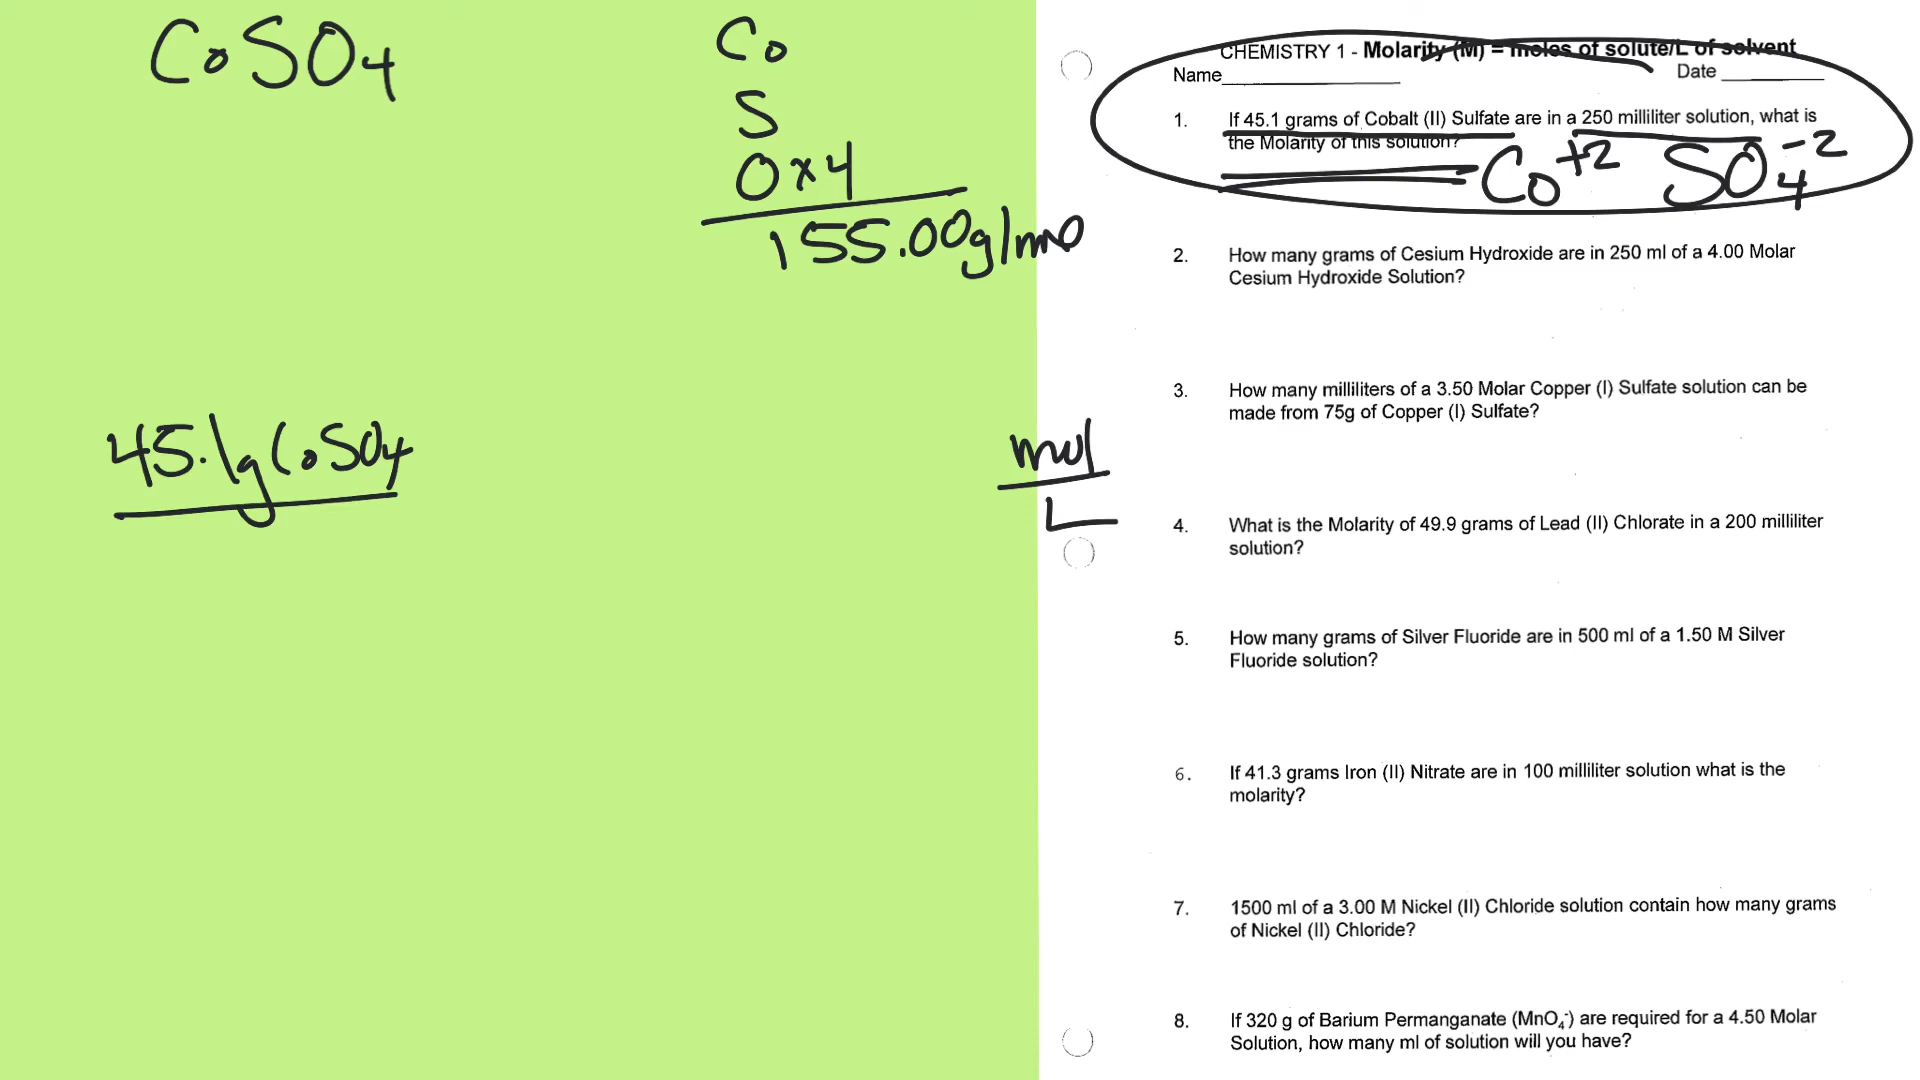 CoSO4
Co
S
O x 4
155.00g/mo
45.1g CoSO4
mol
L
CHEMISTRY 1 - Molarity (M) = moles of solute/L of solvent
Name____________ Date ________
1. If 45.1 grams of Cobalt (II) Sulfate are in a 250 milliliter solution, what is
the Molarity of this solution?
Co+2 SO4-2
2. How many grams of Cesium Hydroxide are in 250 ml of a 4.00 Molar
Cesium Hydroxide Solution?
3. How many milliliters of a 3.50 Molar Copper (I) Sulfate solution can be
made from 75g of Copper (I) Sulfate?
4. What is the Molarity of 49.9 grams of Lead (II) Chlorate in a 200 milliliter
solution?
5. How many grams of Silver Fluoride are in 500 ml of a 1.50 M Silver
Fluoride solution?
6. If 41.3 grams Iron (II) Nitrate are in 100 milliliter solution what is the
molarity?
7. 1500 ml of a 3.00 M Nickel (II) Chloride solution contain how many grams
of Nickel (II) Chloride?
8. If 320 g of Barium Permanganate (MnO4-) are required for a 4.50 Molar
Solution, how many ml of solution will you have?